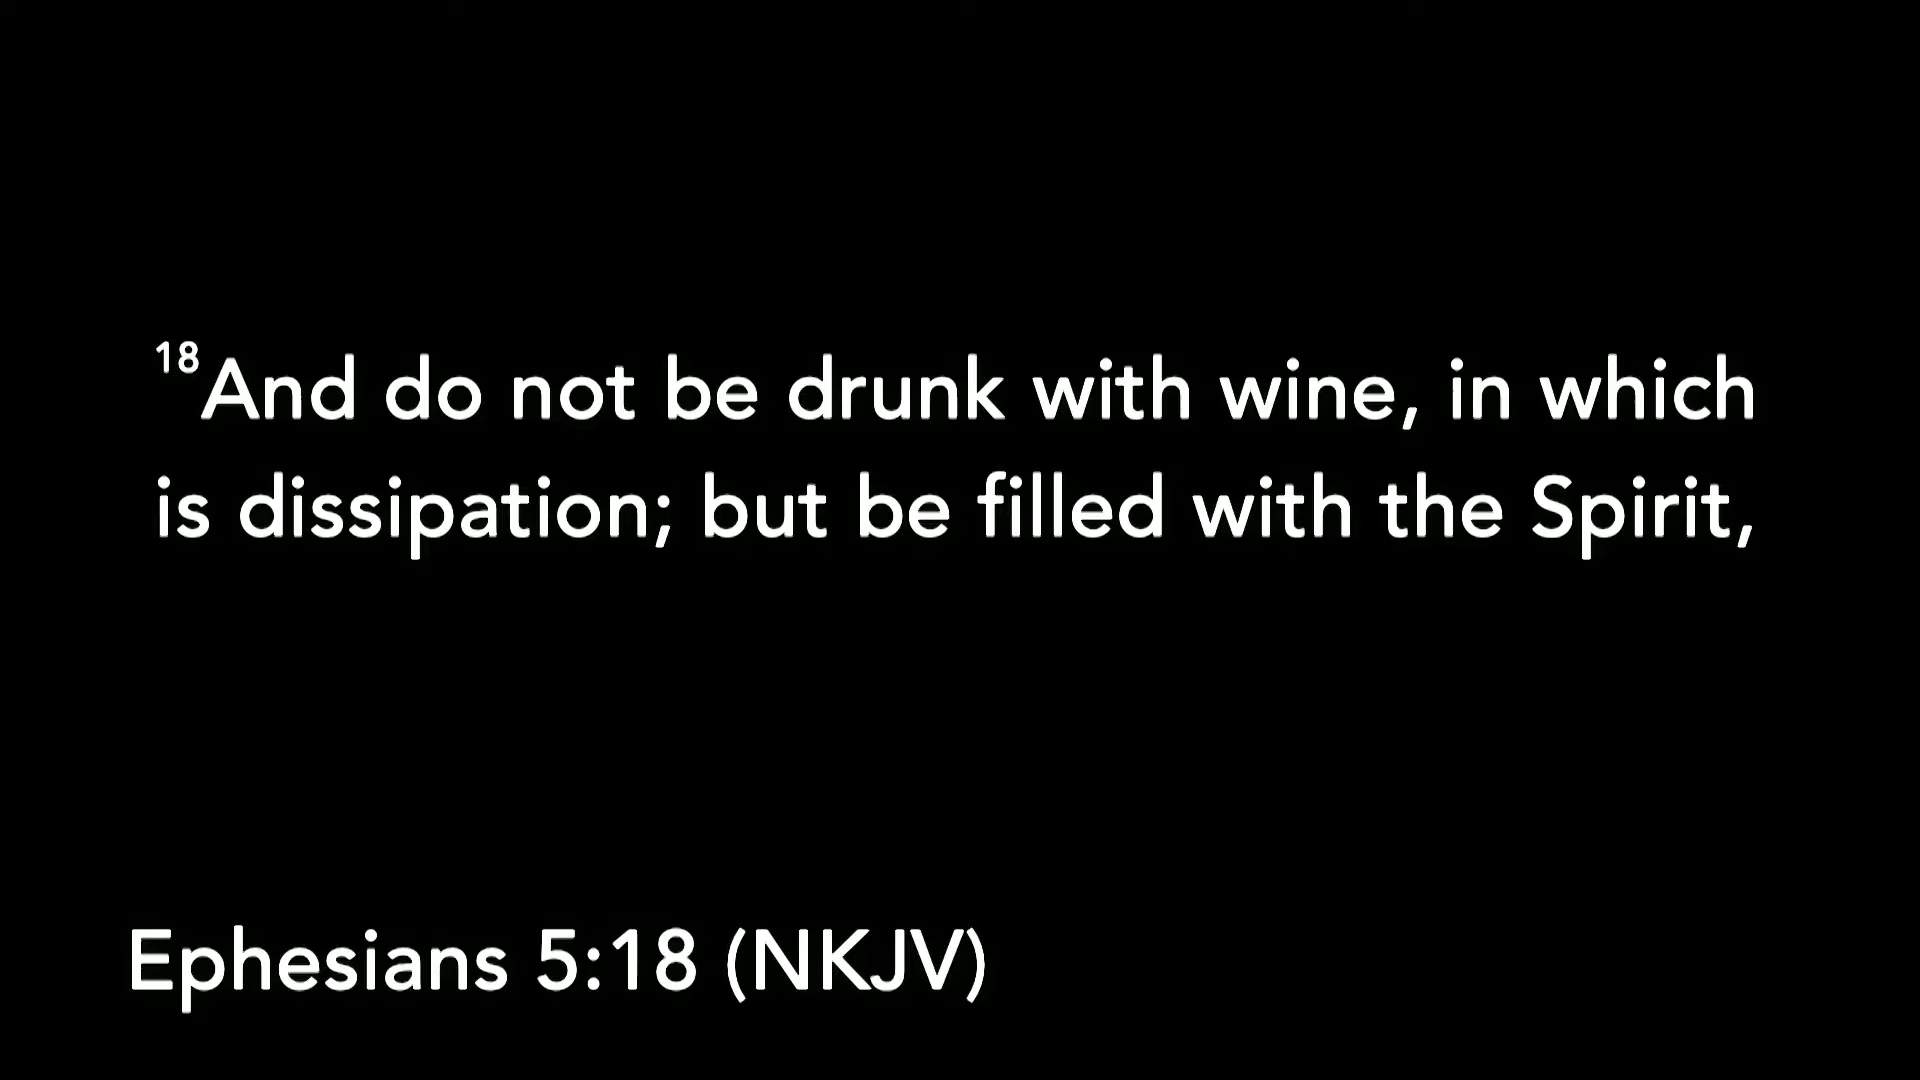 18And do not be drunk with wine, in which
is dissipation; but be filled with the Spirit,
Ephesians 5:18 (NKJV)